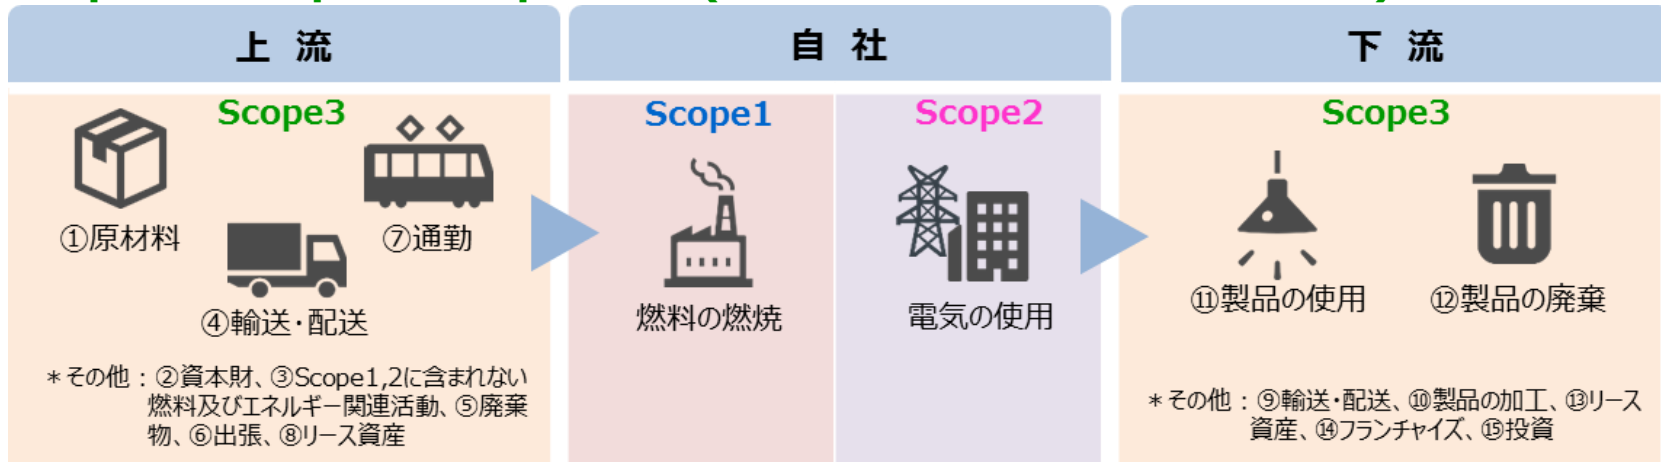 上 流
自 社
下 流
Scope3
①原材料
⑦通勤
④輸送・配送
＊その他：②資本財、③Scope1,2に含まれない
燃料及びエネルギー関連活動、⑤廃棄
物、⑥出張、⑧リース資産
Scope1
燃料の燃焼
Scope2
電気の使用
Scope3
⑪製品の使用
⑫製品の廃棄
＊その他：⑨輸送・配送、⑩製品の加工、⑬リース
資産、⑭フランチャイズ、⑮投資